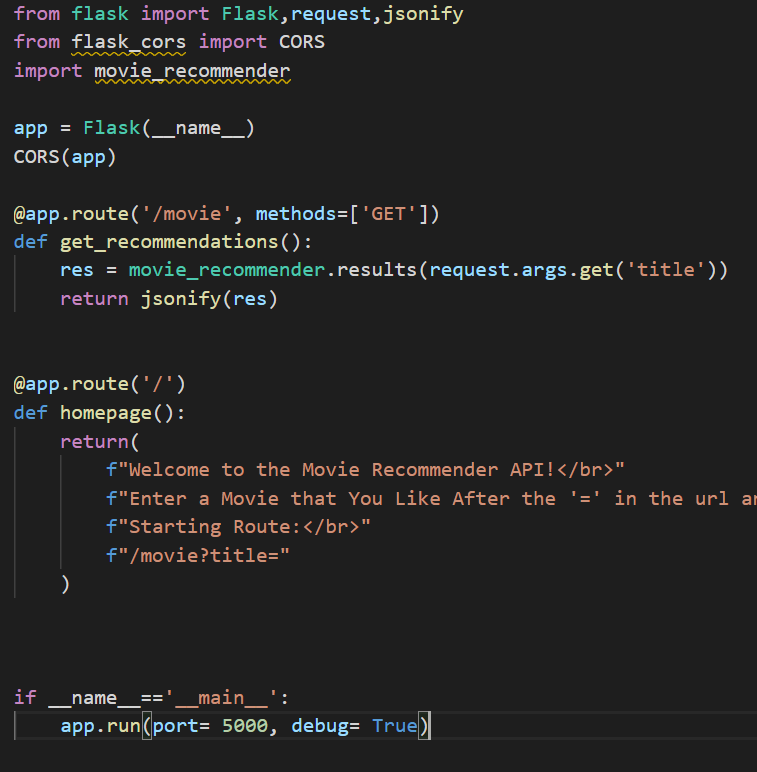 from flask import Flask,request,jsonify
from flask_cors import CORS
import movie_recommender
app = Flask(__name__)
CORS(app)
@app.route('/movie', methods=['GET'])
def get_recommendations():
    res = movie_recommender.results(request.args.get('title'))
    return jsonify(res)
@app.route('/')
def homepage():
    return(
        f"Welcome to the Movie Recommender API!</br>"
        f"Enter a Movie that You Like After the '=' in the url
        f"Starting Route:</br>"
        f"/movie?title="
    )
if __name__=='__main__':
    app.run(port= 5000, debug= True)